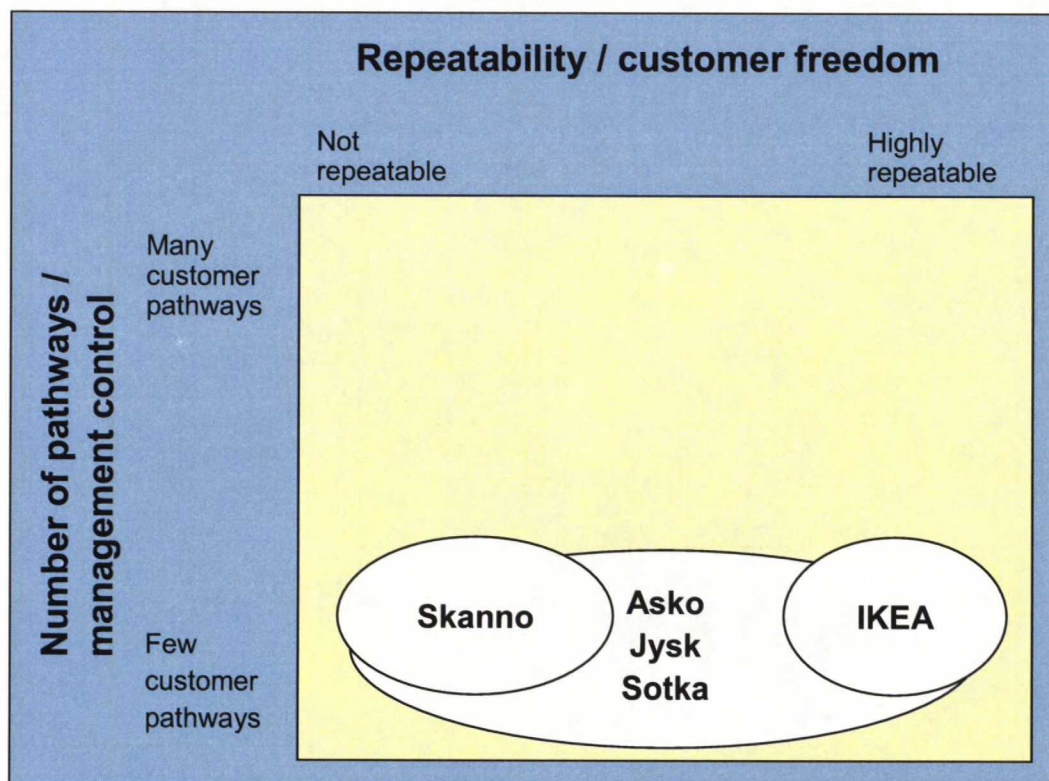 Repeatability / customer freedom
Not
repeatable
Highly
repeatable
Number of pathways /
management control
Many
customer
pathways
Few
customer
pathways
Skanno
Asko
Jysk
Sotka
IKEA